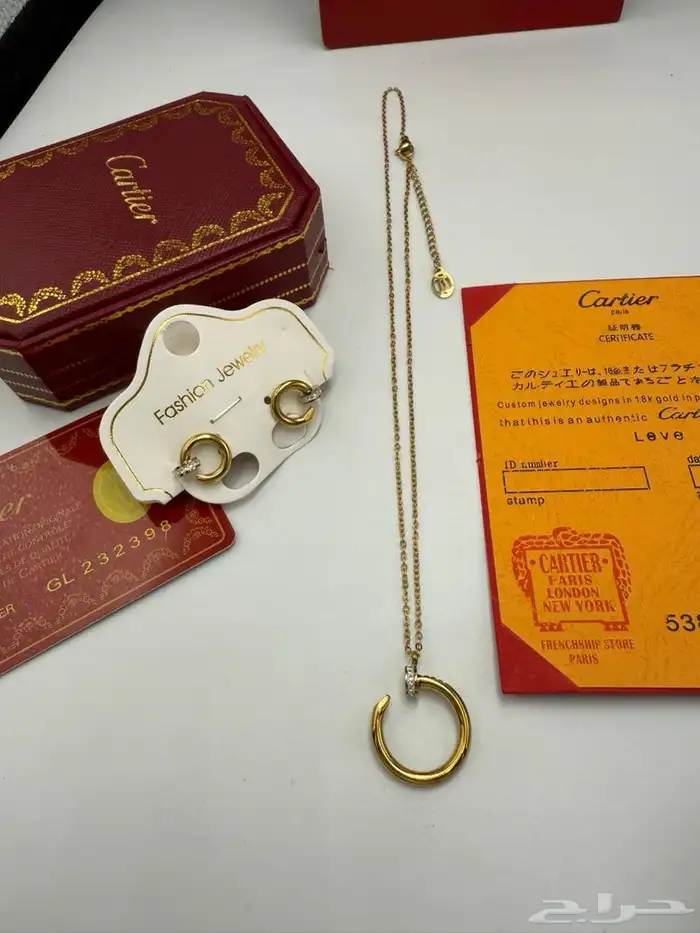 Cartier
Fashion Jewelry
GL 232398
Cartier
PARIS
証明書
CERTIFICATE
このジュエリーは、18金またはプラチ
カルティエの製品であることを
Custom jewelry designs in 18k gold in p
that this is an authentic Cart
Leve
ID number
da
stamp
CARTIER
PARIS
LONDON
NEW YORK
FRENCHSHIP STORE
PARIS
538
حراج